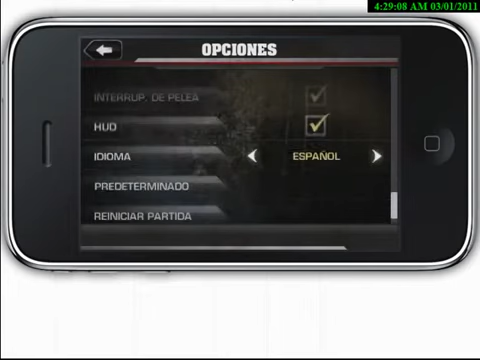 4:29:08 AM 03/01/2011
OPCIONES
INTERRUP. DE PELEA
HUD
IDIOMA
ESPAÑOL
PREDETERMINADO
REINICIAR PARTIDA